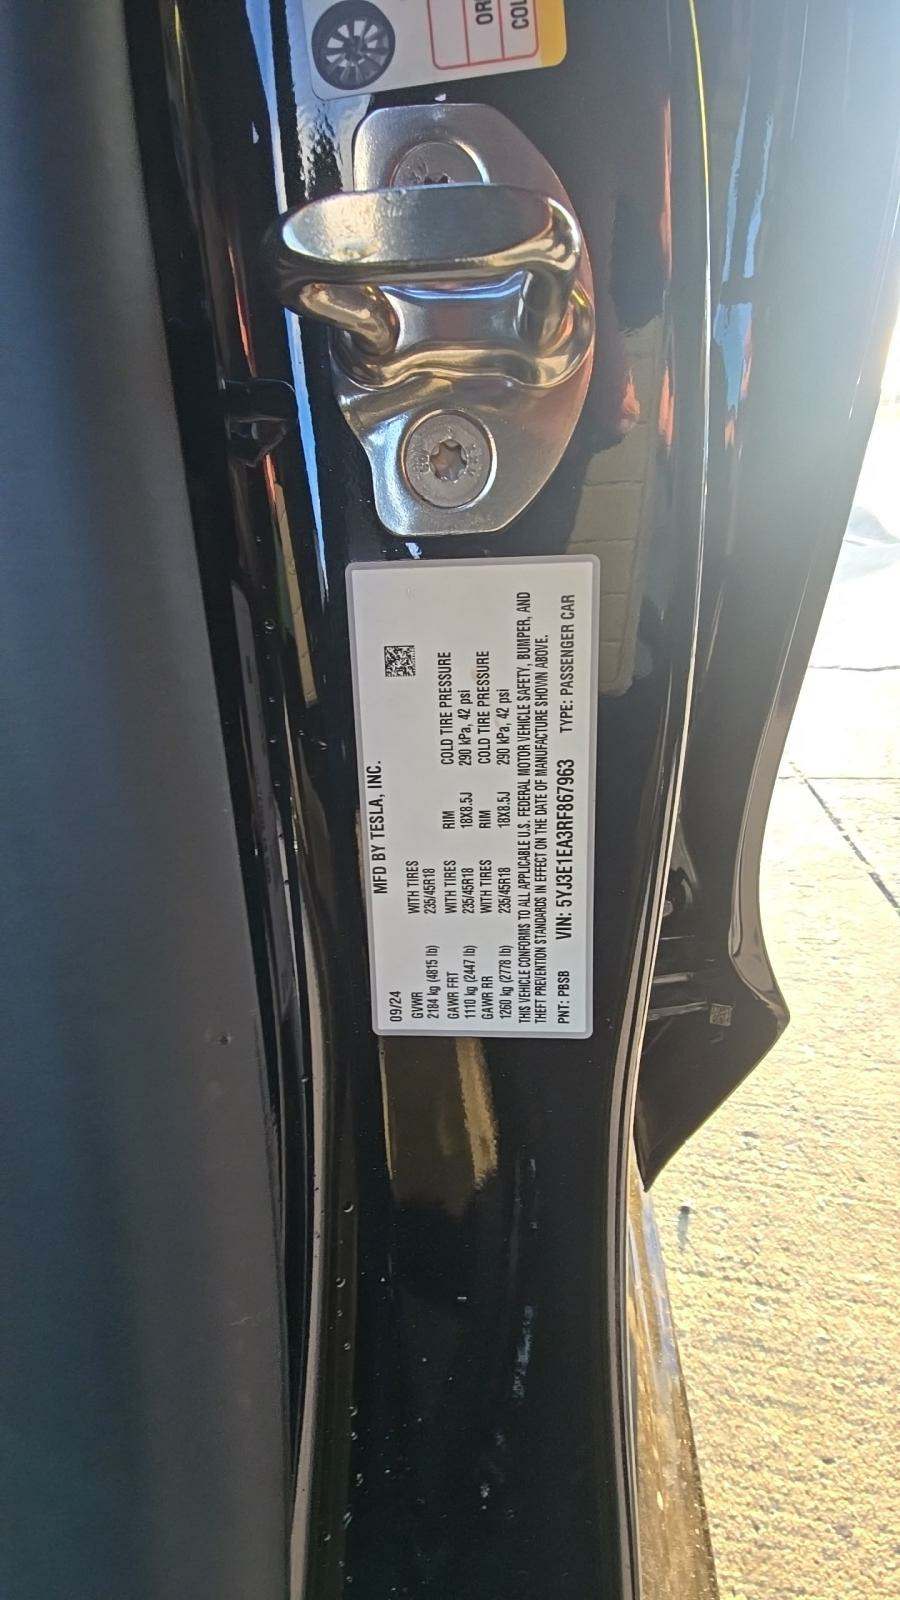 OR
COL
MFD BY TESLA, INC.
09/24
GVWR WITH TIRES
2184 kg (4815 lb) 235/45R18
GAWR FRT WITH TIRES RIM COLD TIRE PRESSURE
1110 kg (2447 lb) 235/45R18 18X8.5J 290 kPa, 42 psi
GAWR RR WITH TIRES RIM COLD TIRE PRESSURE
1260 kg (2778 lb) 235/45R18 18X8.5J 290 kPa, 42 psi
THIS VEHICLE CONFORMS TO ALL APPLICABLE U.S. FEDERAL MOTOR VEHICLE SAFETY, BUMPER, AND
THEFT PREVENTION STANDARDS IN EFFECT ON THE DATE OF MANUFACTURE SHOWN ABOVE.
PNT: PBSB VIN: 5YJ3E1EA3RF867963 TYPE: PASSENGER CAR